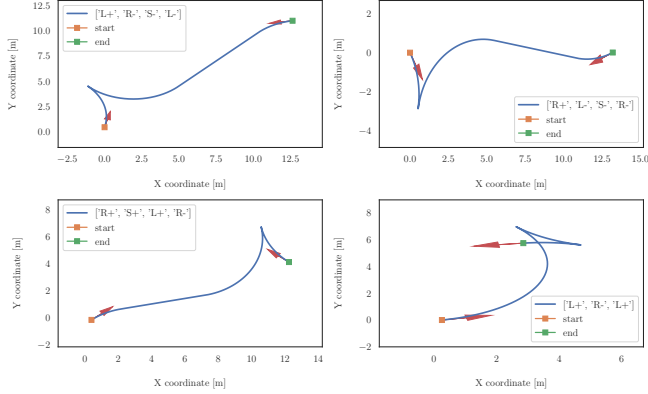 ['L+', 'R-', 'S-', 'L-']
start
end
12.5
10.0
7.5
5.0
2.5
0.0
Y coordinate [m]
−2.5
0.0
2.5
5.0
7.5
10.0
12.5
X coordinate [m]
['R+', 'L-', 'S-', 'R-']
start
end
2
0
−2
−4
Y coordinate [m]
0.0
2.5
5.0
7.5
10.0
12.5
15.0
X coordinate [m]
['R+', 'S+', 'L+', 'R-']
start
end
8
6
4
2
0
−2
Y coordinate [m]
0
2
4
6
8
10
12
14
X coordinate [m]
['L+', 'R-', 'L+']
start
end
8
6
4
2
0
−2
Y coordinate [m]
0
2
4
6
X coordinate [m]